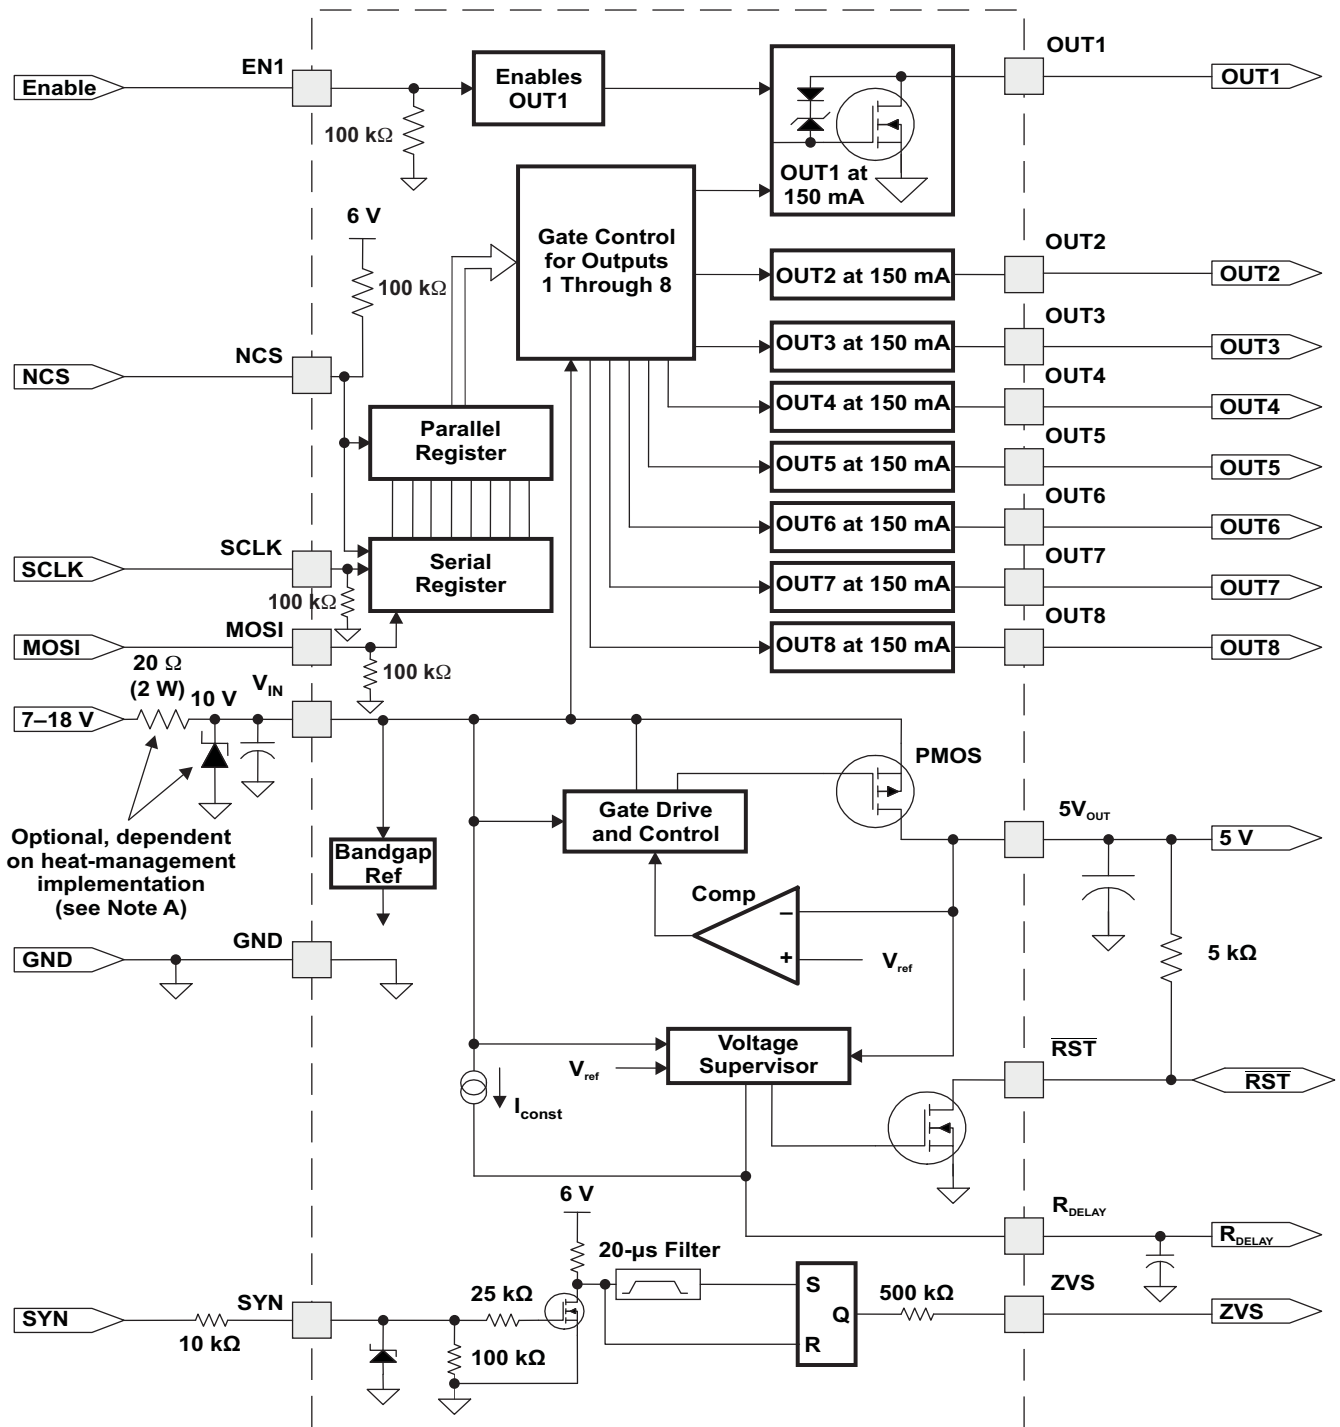 EN1
Enable
Enables
OUT1
100 kΩ
OUT1
OUT1
OUT1 at
150 mA
6 V
100 kΩ
Gate Control
for Outputs
1 Through 8
OUT2
OUT2 at 150 mA
OUT2
OUT3
OUT3 at 150 mA
OUT3
NCS
NCS
OUT4
OUT4 at 150 mA
OUT4
Parallel
Register
OUT5
OUT5 at 150 mA
OUT5
OUT6
OUT6 at 150 mA
OUT6
SCLK
SCLK
Serial
Register
100 kΩ
OUT7
OUT7 at 150 mA
OUT7
MOSI
MOSI
100 kΩ
OUT8
OUT8 at 150 mA
OUT8
20 Ω
(2 W)
10 V
VIN
7–18 V
PMOS
Optional, dependent
on heat-management
implementation
(see Note A)
Bandgap
Ref
Gate Drive
and Control
5VOUT
5 V
Comp
–
+
Vref
5 kΩ
GND
GND
Voltage
Supervisor
Vref
Iconst
RST
RST
RDELAY
RDELAY
6 V
20-µs Filter
SYN
SYN
10 kΩ
25 kΩ
100 kΩ
S
R
Q
500 kΩ
ZVS
ZVS